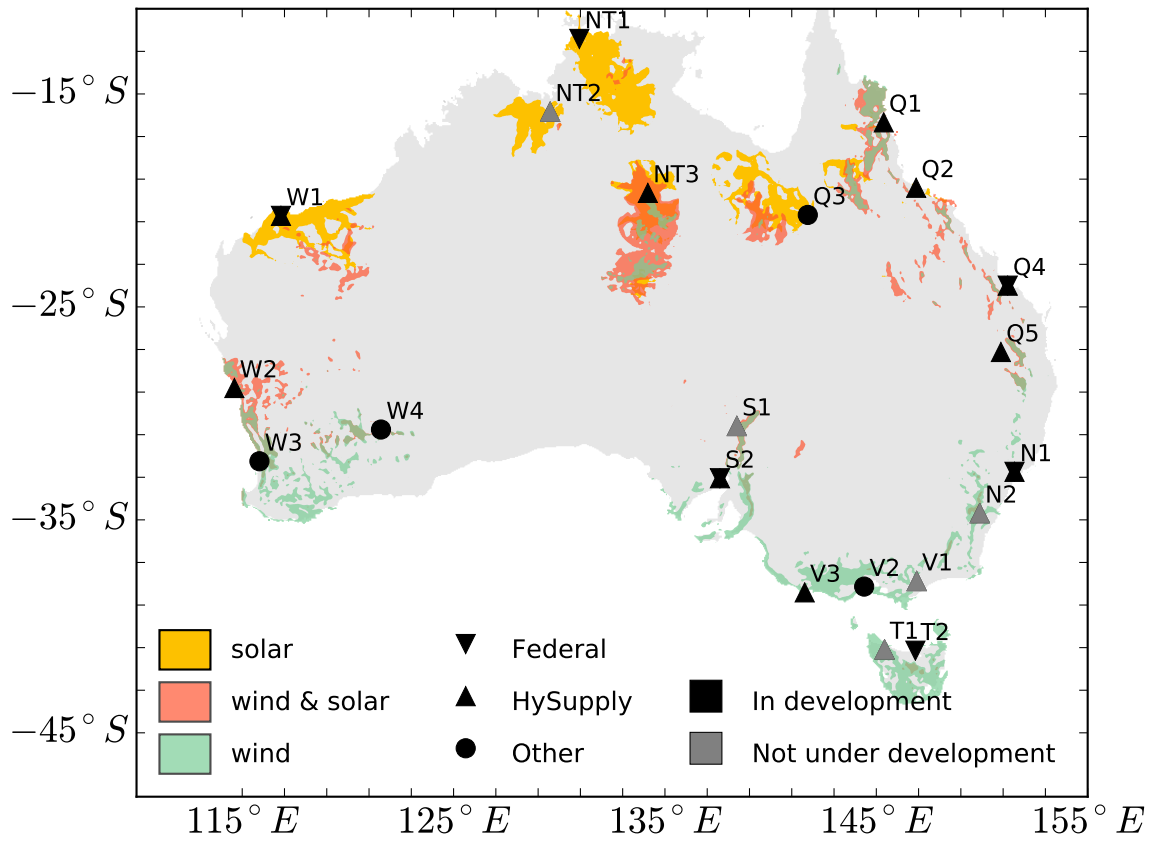 NT1
−15° S
NT2
Q1
Q2
NT3
Q3
W1
Q4
−25° S
Q5
W2
S1
W4
W3
S2
N1
N2
−35° S
V1
V2
V3
T1 T2
solar
Federal
wind & solar
HySupply
In development
wind
Other
Not under development
−45° S
115° E
125° E
135° E
145° E
155° E